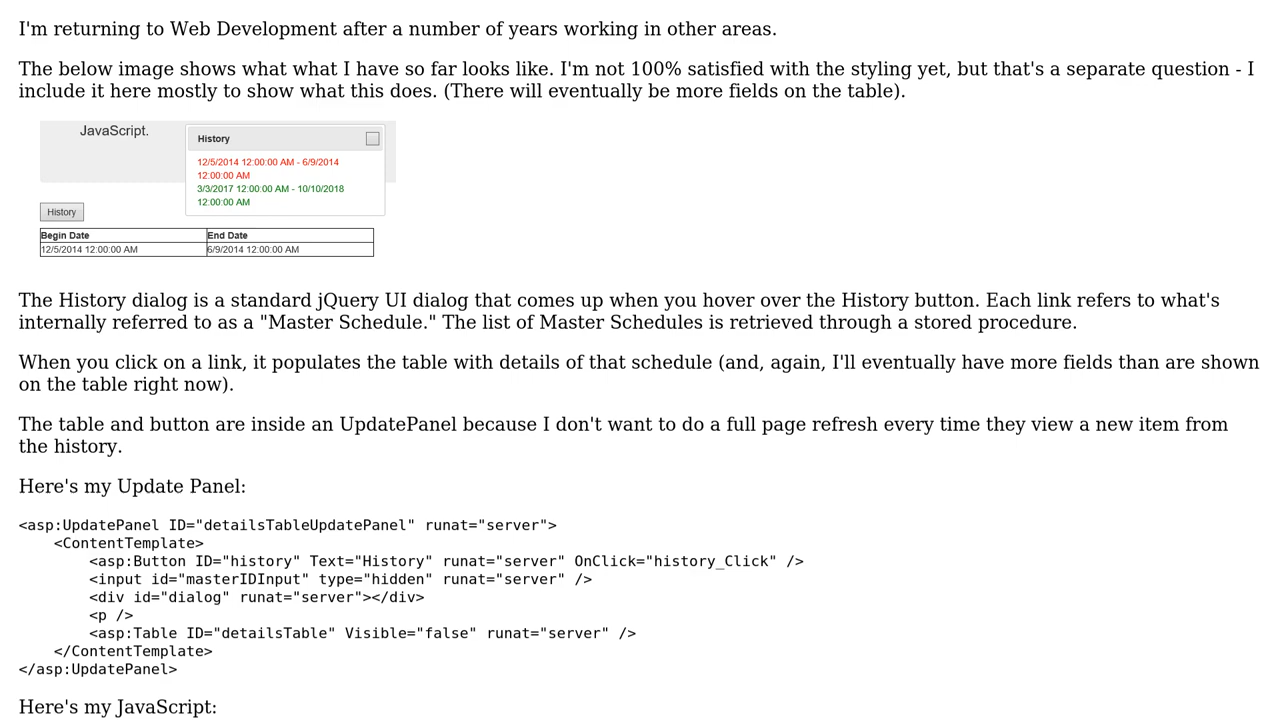 I'm returning to Web Development after a number of years working in other areas.
The below image shows what what I have so far looks like. I'm not 100% satisfied with the styling yet, but that's a separate question - I
include it here mostly to show what this does. (There will eventually be more fields on the table).
JavaScript.
History
12/5/2014 12:00:00 AM - 6/9/2014
12:00:00 AM
3/3/2017 12:00:00 AM - 10/10/2018
12:00:00 AM
History
Begin Date End Date
12/5/2014 12:00:00 AM 6/9/2014 12:00:00 AM
The History dialog is a standard jQuery UI dialog that comes up when you hover over the History button. Each link refers to what's
internally referred to as a "Master Schedule." The list of Master Schedules is retrieved through a stored procedure.
When you click on a link, it populates the table with details of that schedule (and, again, I'll eventually have more fields than are shown
on the table right now).
The table and button are inside an UpdatePanel because I don't want to do a full page refresh every time they view a new item from
the history.
Here's my Update Panel:
<asp:UpdatePanel ID="detailsTableUpdatePanel" runat="server">
    <ContentTemplate>
        <asp:Button ID="history" Text="History" runat="server" OnClick="history_Click" />
        <input id="masterIDInput" type="hidden" runat="server" />
        <div id="dialog" runat="server"></div>
        <p />
        <asp:Table ID="detailsTable" Visible="false" runat="server" />
    </ContentTemplate>
</asp:UpdatePanel>
Here's my JavaScript: